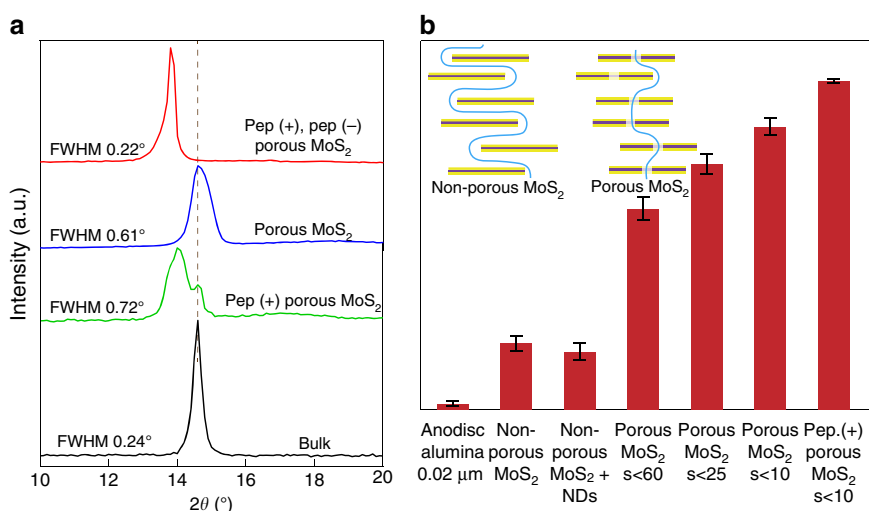 a
Intensity (a.u.)
FWHM 0.22°
Pep (+), pep (–)
porous MoS₂
FWHM 0.61°
Porous MoS₂
FWHM 0.72°
Pep (+) porous MoS₂
FWHM 0.24°
Bulk
10 12 14 16 18 20
2θ (°)
b
Non-porous MoS₂
Porous MoS₂
Anodisc
alumina
0.02 μm
Non-
porous
MoS₂
Non-
porous
MoS₂ +
NDs
Porous
MoS₂
s<60
Porous
MoS₂
s<25
Porous
MoS₂
s<10
Pep.(+)
porous
MoS₂
s<10